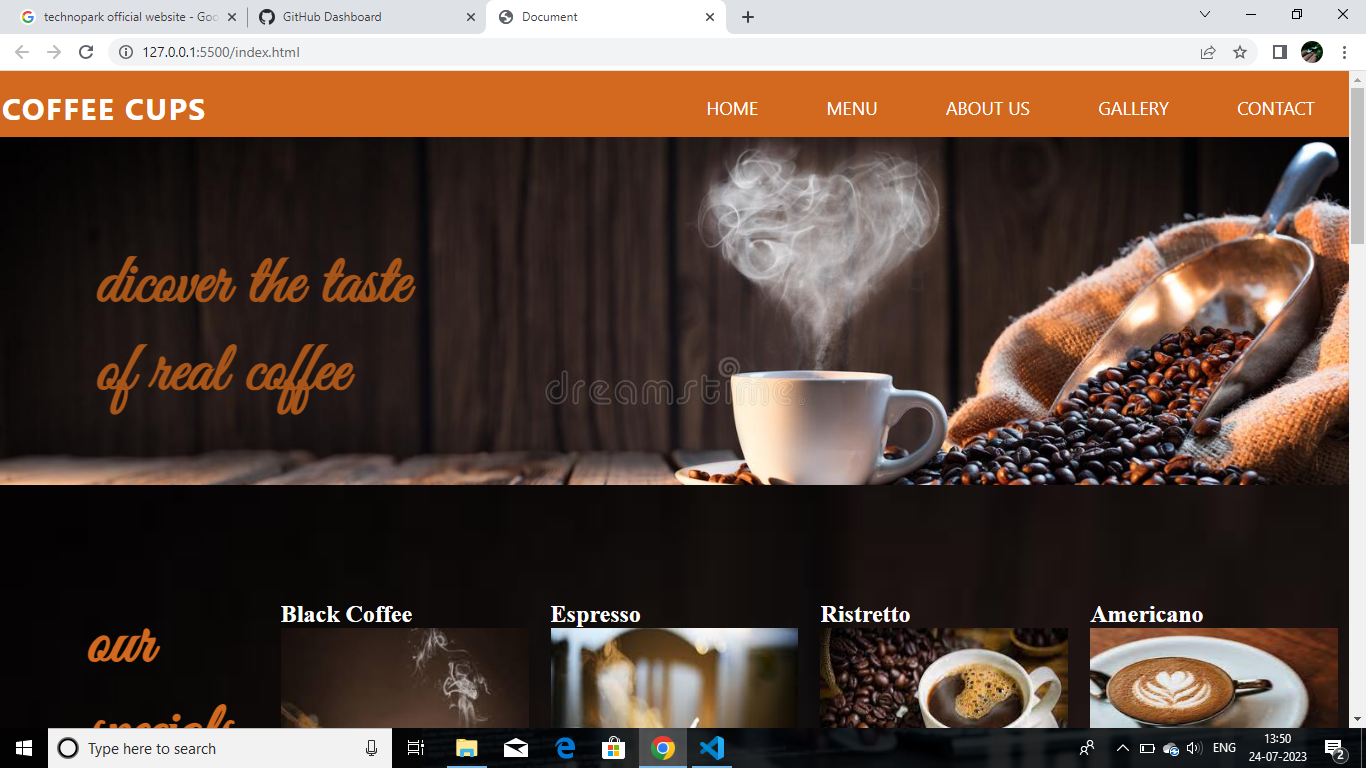 technopark official website - Goo
GitHub Dashboard
Document
127.0.0.1:5500/index.html
COFFEE CUPS
HOME
MENU
ABOUT US
GALLERY
CONTACT
dicover the taste
of real coffee
dreamstime.
our
specials
Black Coffee
Espresso
Ristretto
Americano
Type here to search
ENG
13:50
24-07-2023
2